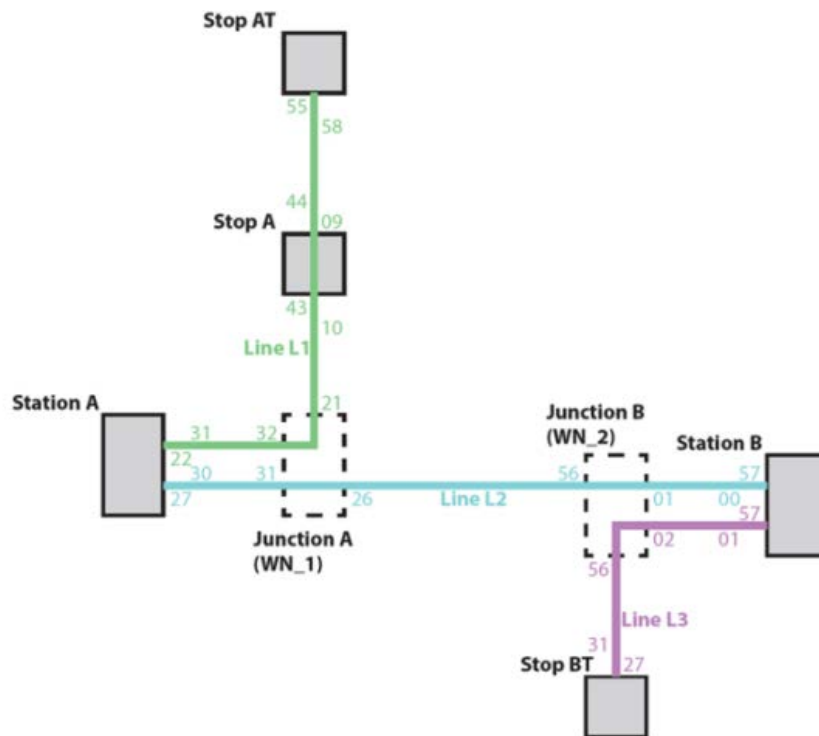 Stop AT
55
58
44
Stop A
09
43
10
Line L1
Station A
21
31
32
22
30
31
27
26
Line L2
Junction A
(WN_1)
Junction B
(WN_2)
Station B
56
57
01
00
57
02
01
56
Line L3
31
Stop BT
27